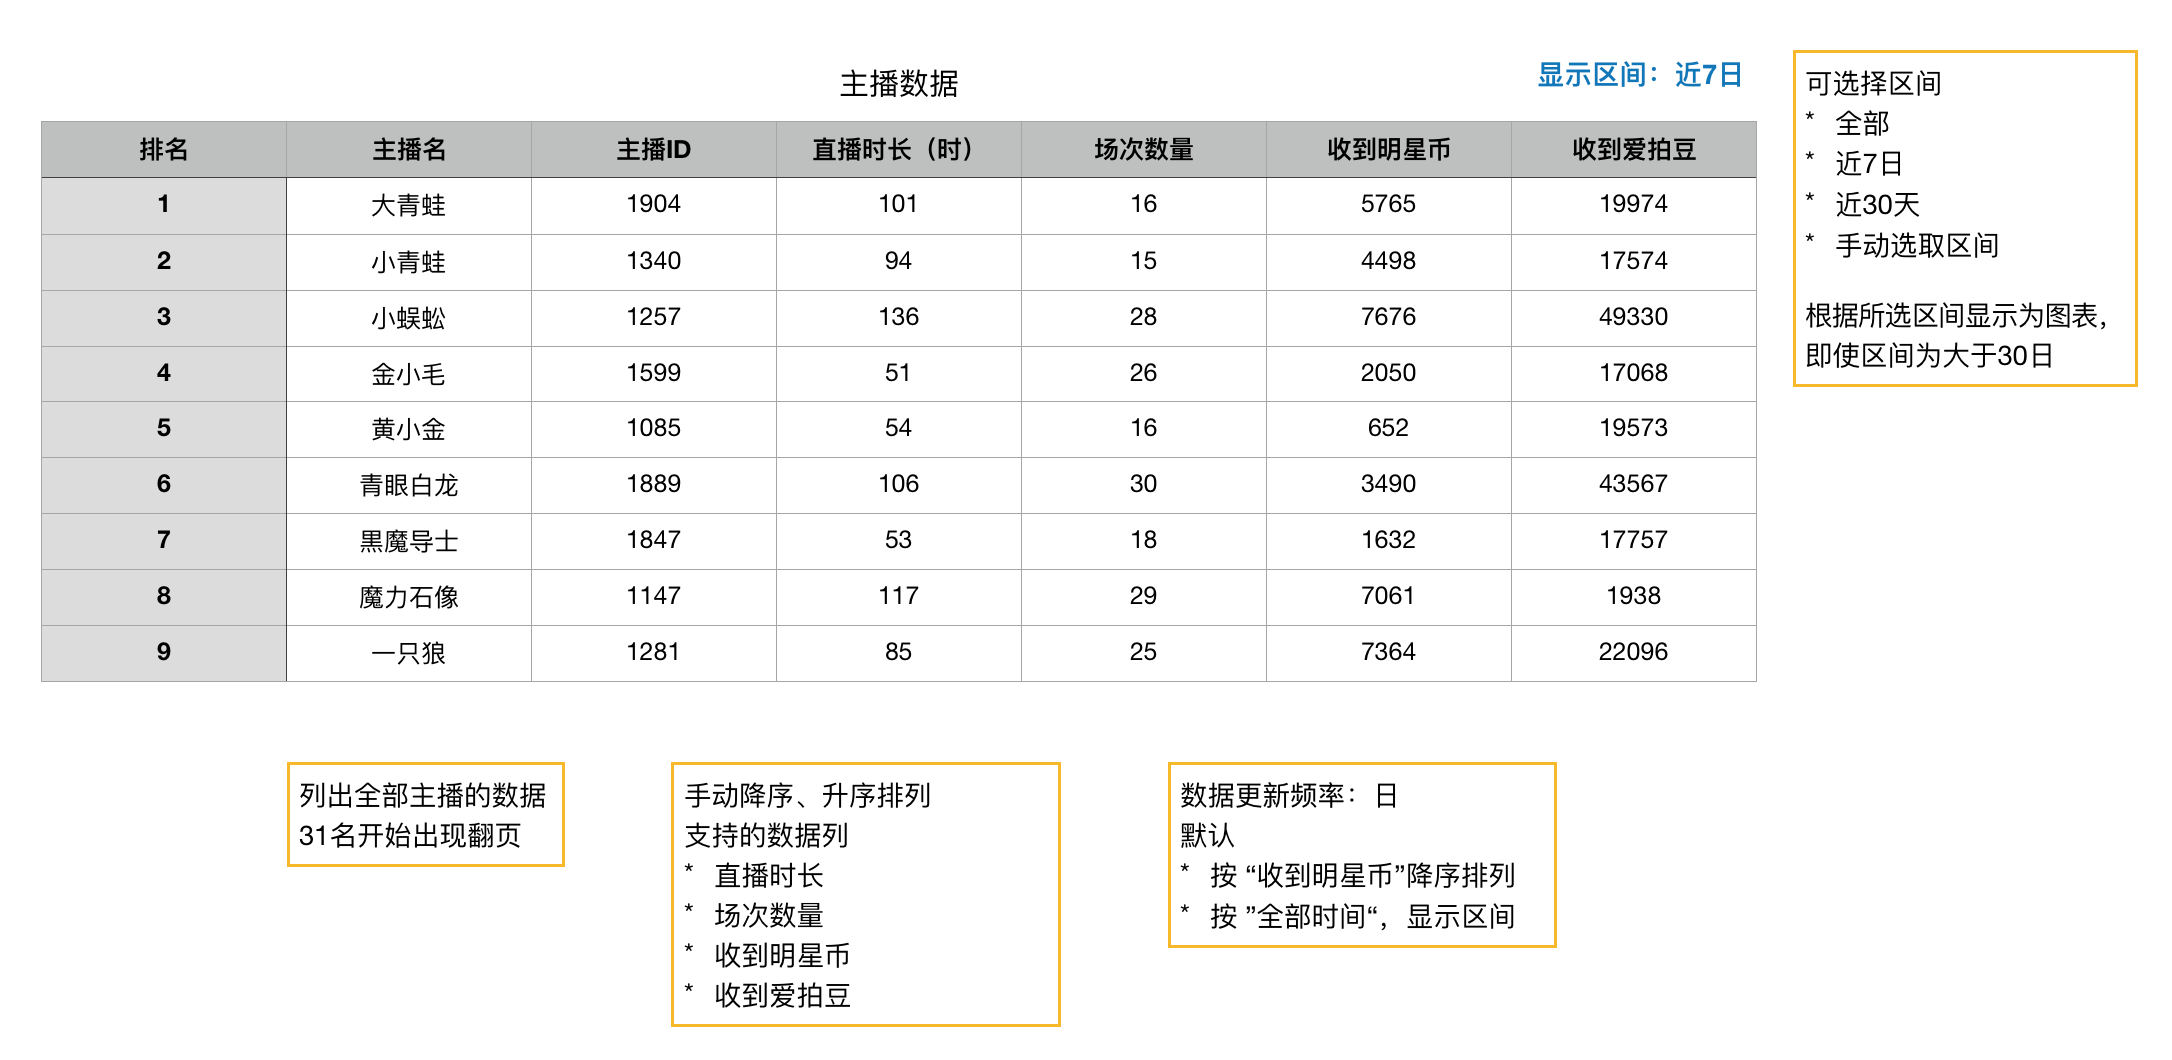 主播数据
显示区间：近7日
排名 主播名 主播ID 直播时长（时） 场次数量 收到明星币 收到爱拍豆
1 大青蛙 1904 101 16 5765 19974
2 小青蛙 1340 94 15 4498 17574
3 小蜈蚣 1257 136 28 7676 49330
4 金小毛 1599 51 26 2050 17068
5 黄小金 1085 54 16 652 19573
6 青眼白龙 1889 106 30 3490 43567
7 黒魔导士 1847 53 18 1632 17757
8 魔力石像 1147 117 29 7061 1938
9 一只狼 1281 85 25 7364 22096
可选择区间
* 全部
* 近7日
* 近30天
* 手动选取区间
根据所选区间显示为图表，
即使区间为大于30日
列出全部主播的数据
31名开始出现翻页
手动降序、升序排列
支持的数据列
* 直播时长
* 场次数量
* 收到明星币
* 收到爱拍豆
数据更新频率：日
默认
* 按 “收到明星币”降序排列
* 按 ”全部时间“，显示区间